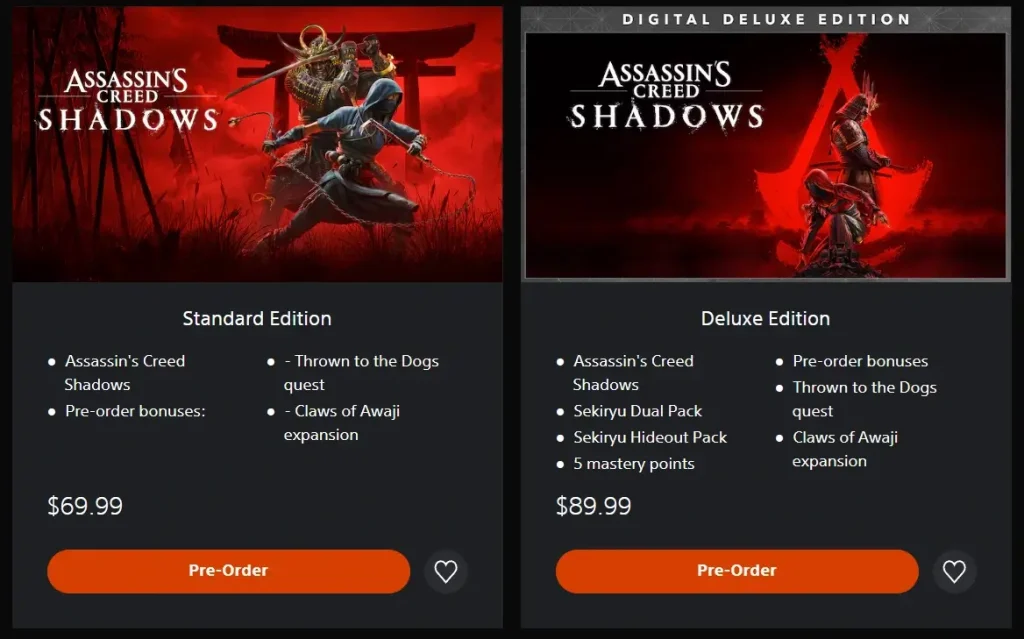 ASSASSIN'S
CREED
SHADOWS
DIGITAL DELUXE EDITION
ASSASSIN'S
CREED
SHADOWS
Standard Edition
● Assassin's Creed
Shadows
● Pre-order bonuses:
● - Thrown to the Dogs
quest
● - Claws of Awaji
expansion
$69.99
Pre-Order
Deluxe Edition
● Assassin's Creed
Shadows
● Sekiryu Dual Pack
● Sekiryu Hideout Pack
● 5 mastery points
● Pre-order bonuses
● Thrown to the Dogs
quest
● Claws of Awaji
expansion
$89.99
Pre-Order